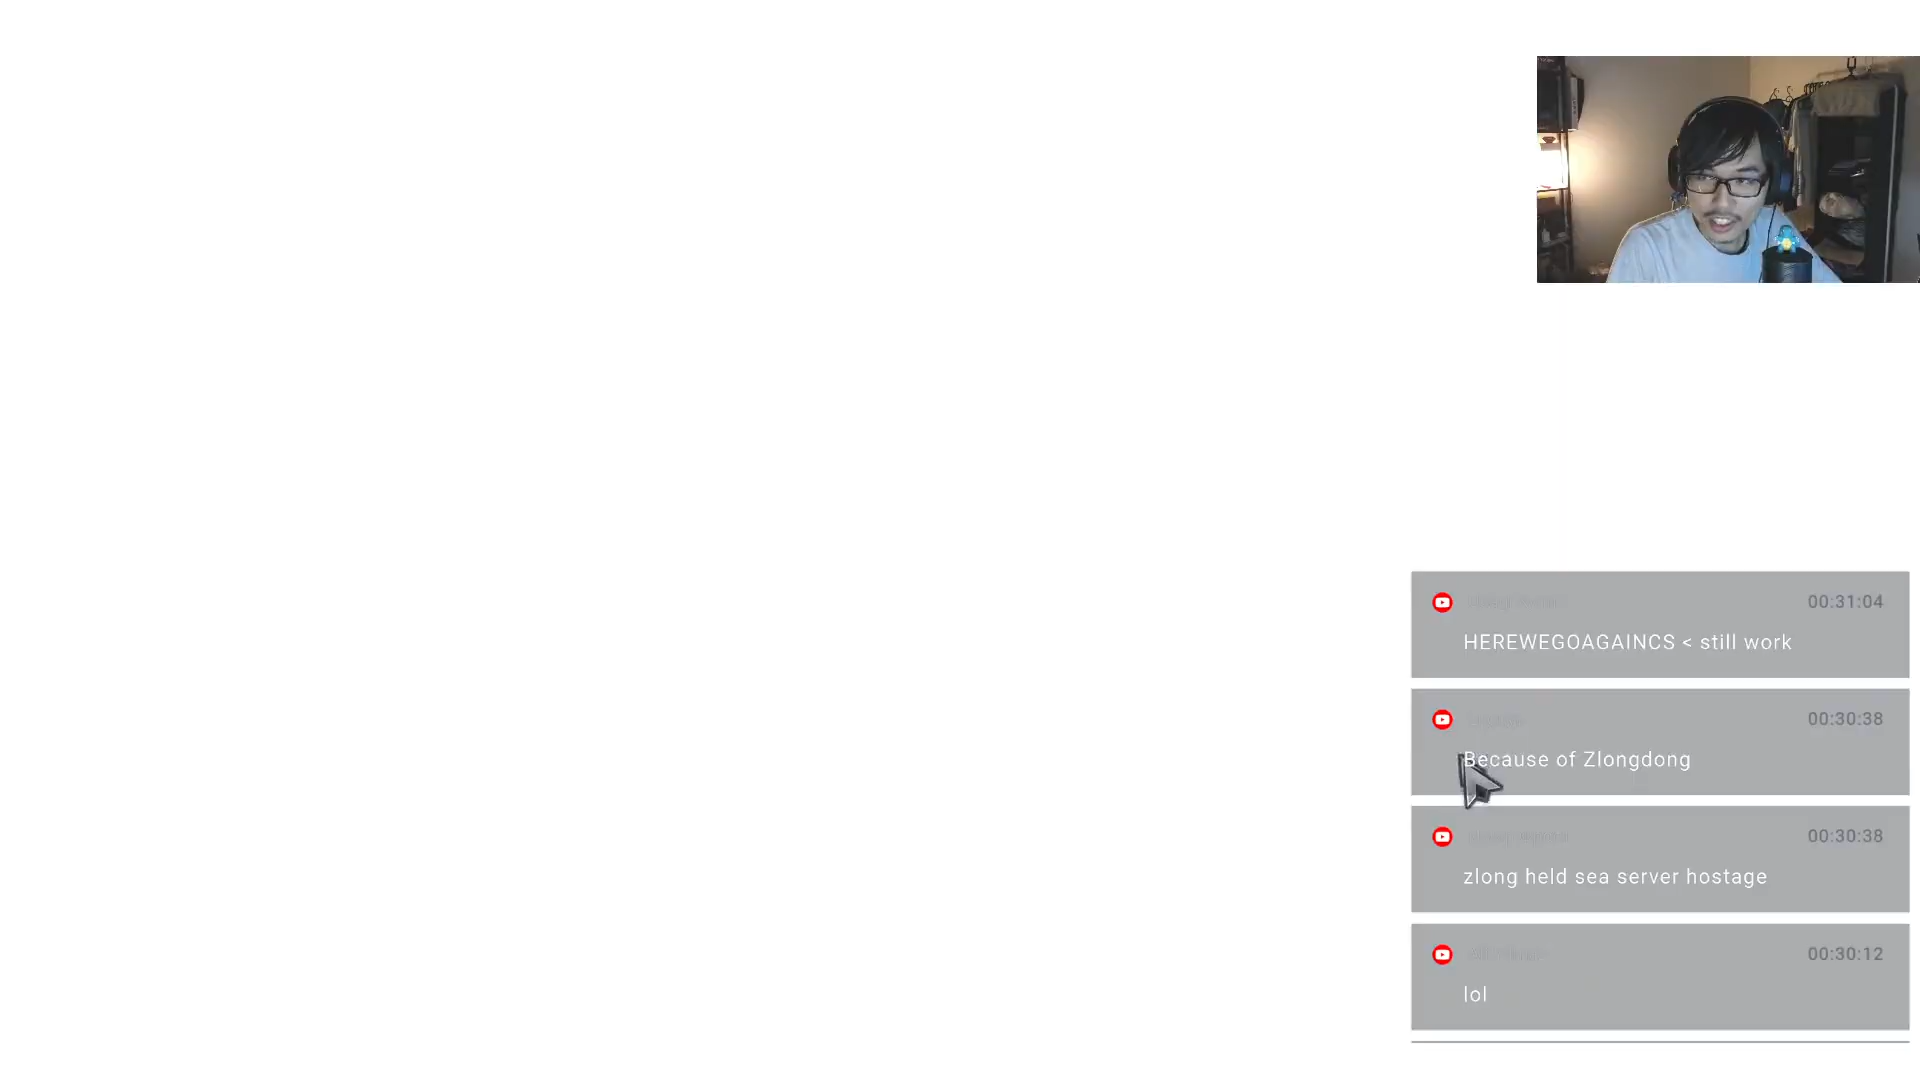 00:31:04
HEREWEGOAGAINCS < still work
00:30:38
Because of Zlongdong
00:30:38
zlong held sea server hostage
00:30:12
lol